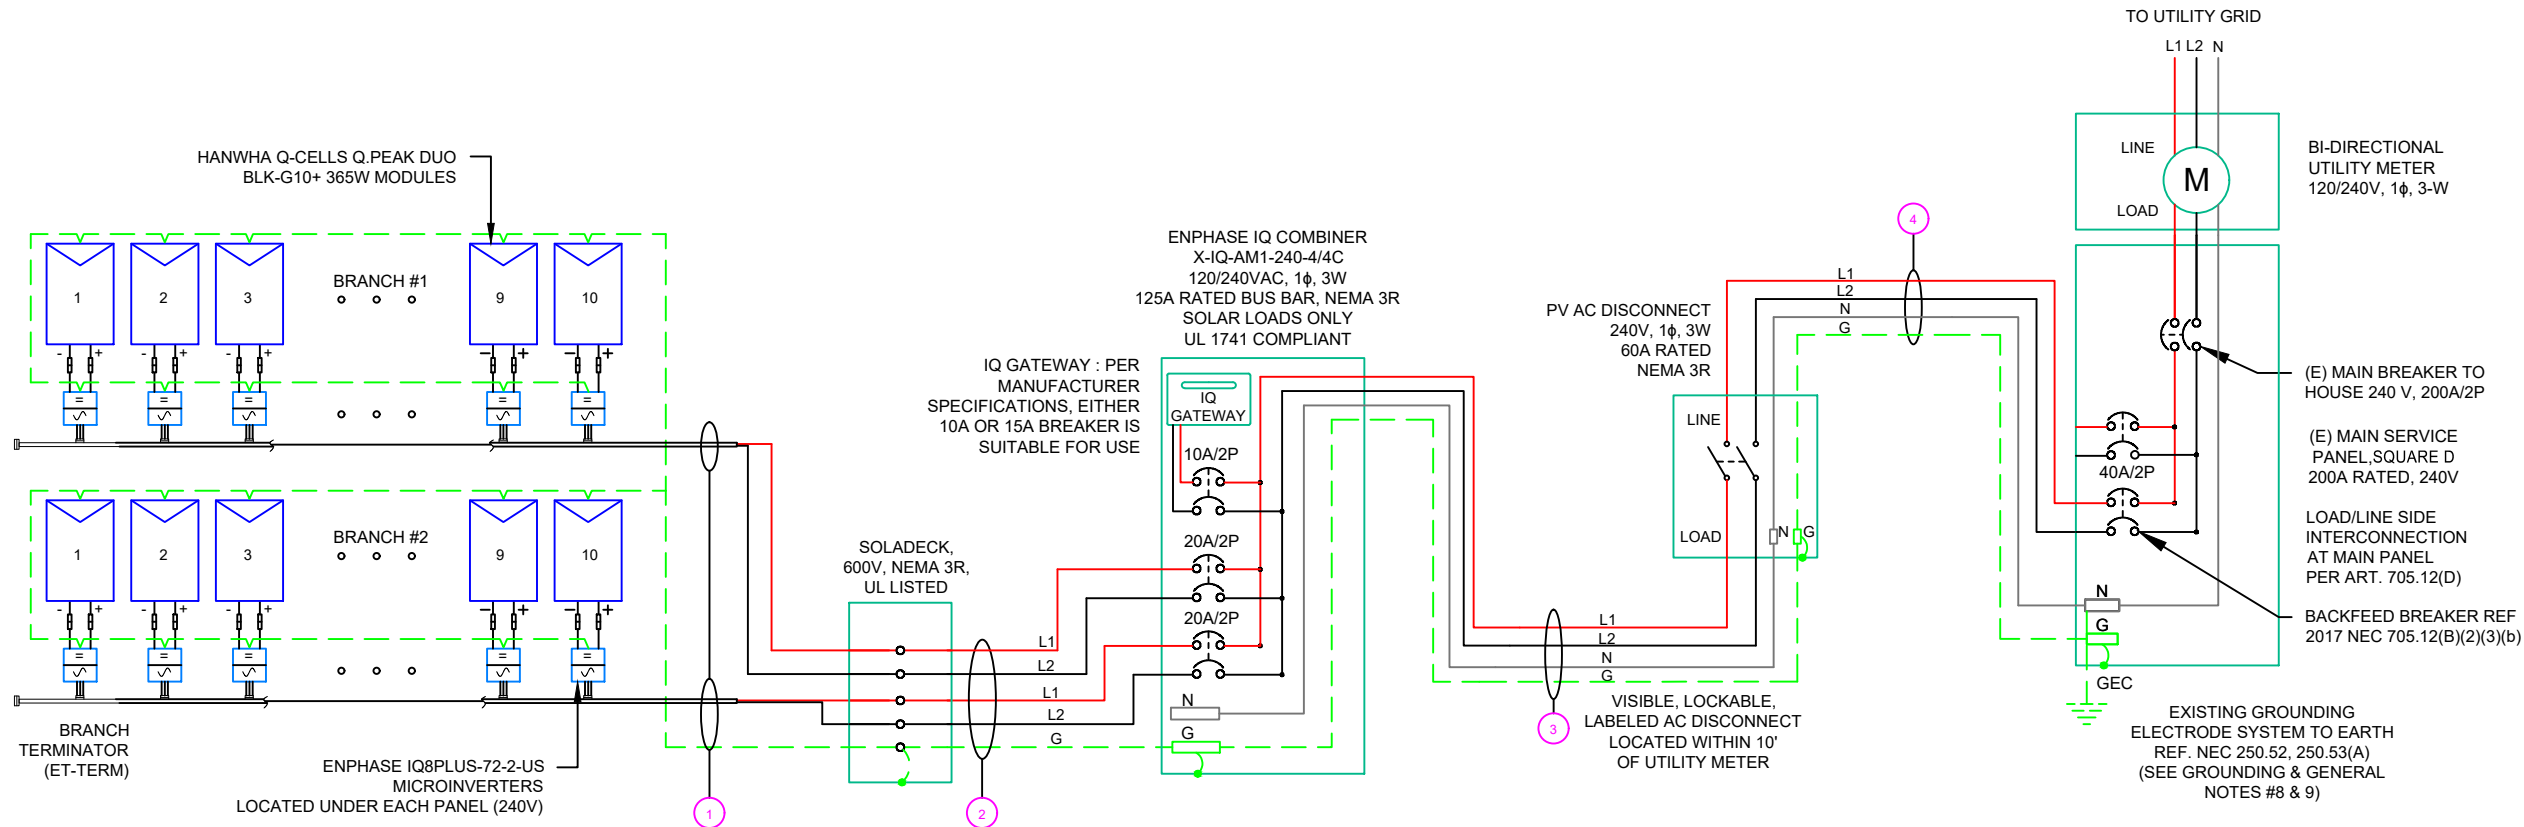 TO UTILITY GRID
L1 L2 N
LINE
M
LOAD
BI-DIRECTIONAL
UTILITY METER
120/240V, 1ϕ, 3-W
HANWHA Q-CELLS Q.PEAK DUO
BLK-G10+ 365W MODULES
1
2
3
BRANCH #1
9
10
- +
- +
- +
- +
- +
=
=
=
=
=
1
2
3
BRANCH #2
9
10
- +
- +
- +
- +
- +
=
=
=
=
=
BRANCH
TERMINATOR
(ET-TERM)
ENPHASE IQ8PLUS-72-2-US
MICROINVERTERS
LOCATED UNDER EACH PANEL (240V)
1
SOLADECK,
600V, NEMA 3R,
UL LISTED
L1
L2
L1
L2
G
2
ENPHASE IQ COMBINER
X-IQ-AM1-240-4/4C
120/240VAC, 1ϕ, 3W
125A RATED BUS BAR, NEMA 3R
SOLAR LOADS ONLY
UL 1741 COMPLIANT
IQ GATEWAY : PER
MANUFACTURER
SPECIFICATIONS, EITHER
10A OR 15A BREAKER IS
SUITABLE FOR USE
IQ
GATEWAY
10A/2P
20A/2P
20A/2P
N
G
L1
L2
N
G
3
PV AC DISCONNECT
240V, 1ϕ, 3W
60A RATED
NEMA 3R
LINE
LOAD
N G
VISIBLE, LOCKABLE,
LABELED AC DISCONNECT
LOCATED WITHIN 10'
OF UTILITY METER
4
L1
L2
N
G
40A/2P
N
G
GEC
(E) MAIN BREAKER TO
HOUSE 240 V, 200A/2P
(E) MAIN SERVICE
PANEL,SQUARE D
200A RATED, 240V
LOAD/LINE SIDE
INTERCONNECTION
AT MAIN PANEL
PER ART. 705.12(D)
BACKFEED BREAKER REF
2017 NEC 705.12(B)(2)(3)(b)
EXISTING GROUNDING
ELECTRODE SYSTEM TO EARTH
REF. NEC 250.52, 250.53(A)
(SEE GROUNDING & GENERAL
NOTES #8 & 9)